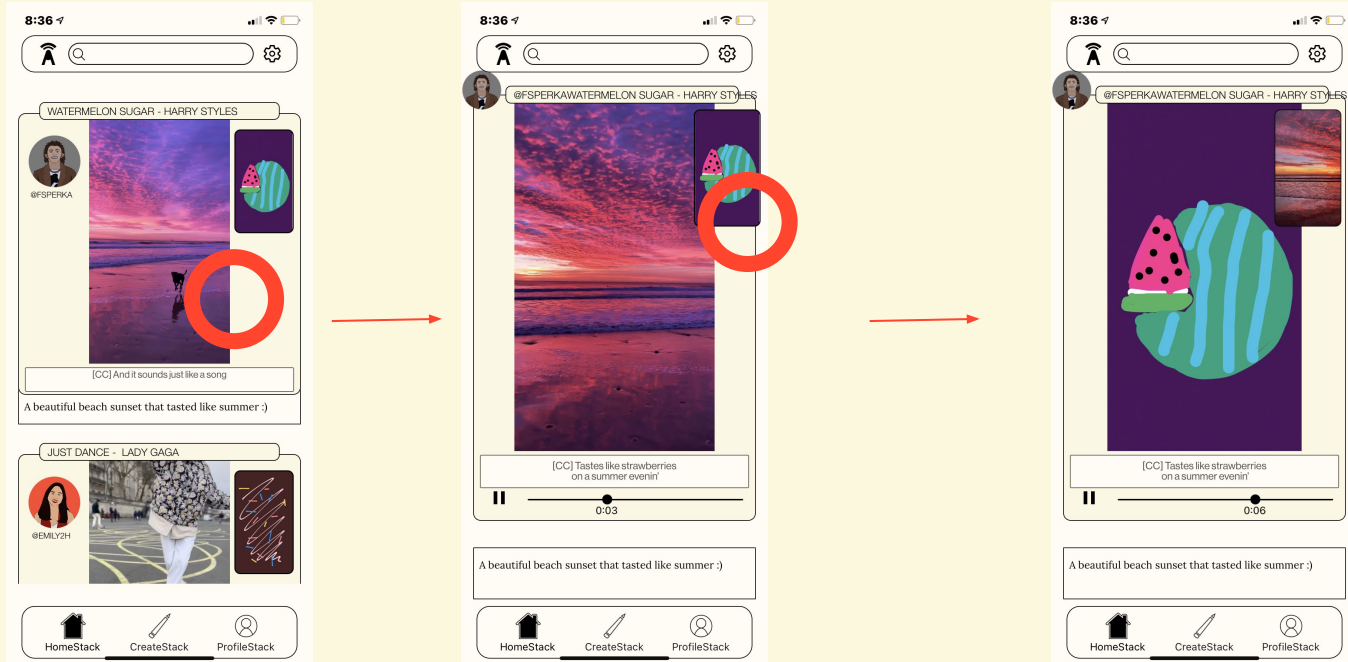 8:36
WATERMELON SUGAR - HARRY STYLES
@FSPERKA
[CC] And it sounds just like a song
A beautiful beach sunset that tasted like summer :)
JUST DANCE - LADY GAGA
@EMILY2H
HomeStack CreateStack ProfileStack
8:36
@FSPERKAWATERMELON SUGAR - HARRY STYLES
[CC] Tastes like strawberries
on a summer evenin'
0:03
A beautiful beach sunset that tasted like summer :)
HomeStack CreateStack ProfileStack
8:36
@FSPERKAWATERMELON SUGAR - HARRY STYLES
[CC] Tastes like strawberries
on a summer evenin'
0:06
A beautiful beach sunset that tasted like summer :)
HomeStack CreateStack ProfileStack